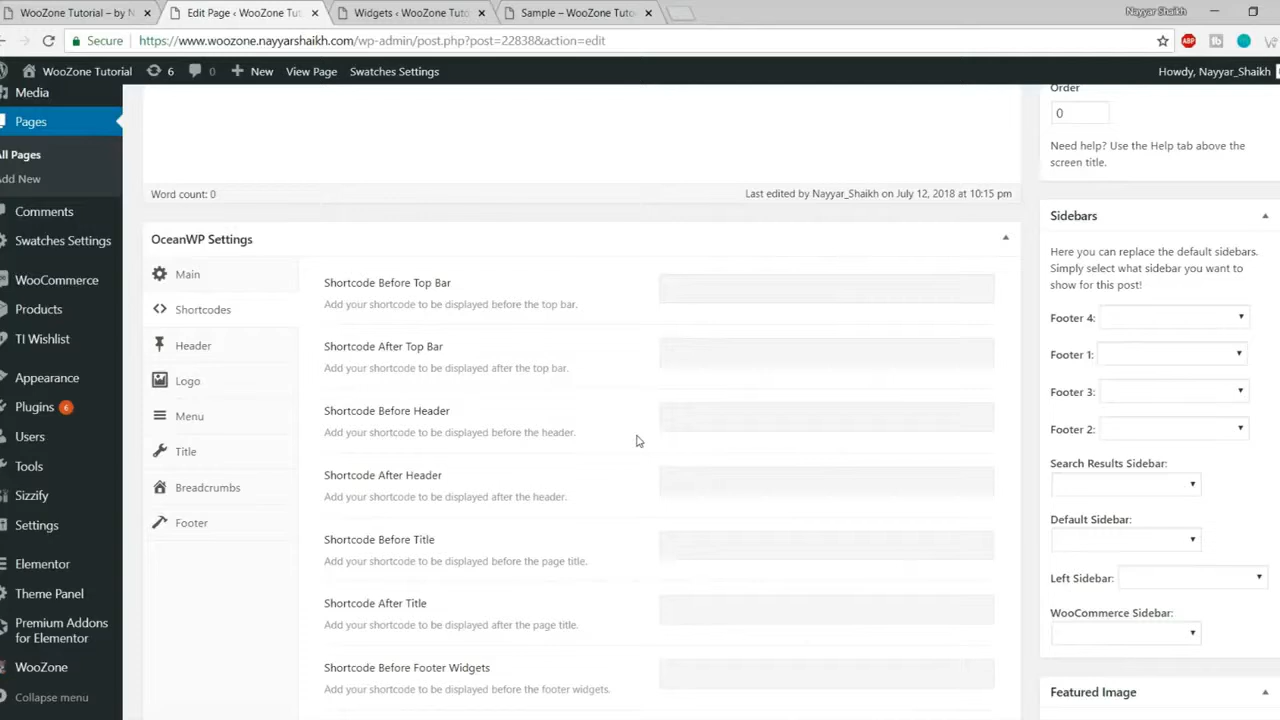 WooZone Tutorial – by N
Edit Page ‹ WooZone Tut
Widgets ‹ WooZone Tuto
Sample – WooZone Tuto
Nayyar Shaikh
Secure
https://www.woozone.nayyarshaikh.com/wp-admin/post.php?post=22838&action=edit
ABP
WooZone Tutorial
6
0
New
View Page
Swatches Settings
Howdy, Nayyar_Shaikh
Media
Pages
All Pages
Add New
Comments
Swatches Settings
WooCommerce
Products
TI Wishlist
Appearance
Plugins 6
Users
Tools
Sizzify
Settings
Elementor
Theme Panel
Premium Addons
for Elementor
WooZone
Collapse menu
Word count: 0
Last edited by Nayyar_Shaikh on July 12, 2018 at 10:15 pm
OceanWP Settings
Main
Shortcodes
Header
Logo
Menu
Title
Breadcrumbs
Footer
Shortcode Before Top Bar
Add your shortcode to be displayed before the top bar.
Shortcode After Top Bar
Add your shortcode to be displayed after the top bar.
Shortcode Before Header
Add your shortcode to be displayed before the header.
Shortcode After Header
Add your shortcode to be displayed after the header.
Shortcode Before Title
Add your shortcode to be displayed before the page title.
Shortcode After Title
Add your shortcode to be displayed after the page title.
Shortcode Before Footer Widgets
Add your shortcode to be displayed before the footer widgets.
Order
0
Need help? Use the Help tab above the
screen title.
Sidebars
Here you can replace the default sidebars.
Simply select what sidebar you want to
show for this post!
Footer 4:
Footer 1:
Footer 3:
Footer 2:
Search Results Sidebar:
Default Sidebar:
Left Sidebar:
WooCommerce Sidebar:
Featured Image